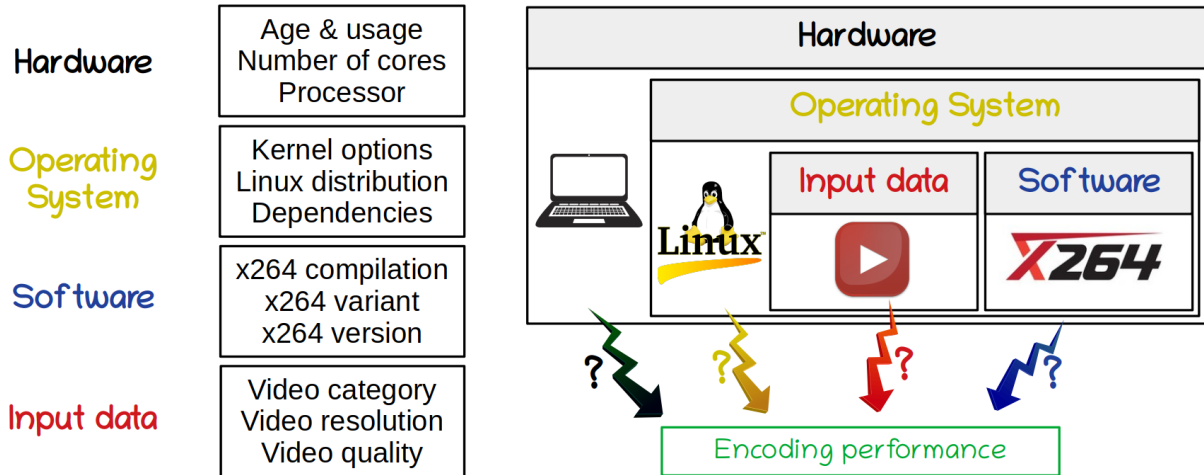 Hardware
Age & usage
Number of cores
Processor
Operating
System
Kernel options
Linux distribution
Dependencies
Software
x264 compilation
x264 variant
x264 version
Input data
Video category
Video resolution
Video quality
Hardware
Operating System
Input data
Software
Linux™
X264
?
?
?
?
Encoding performance